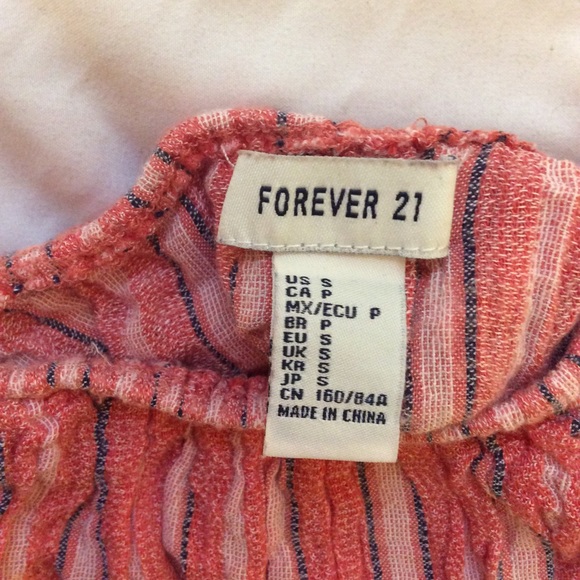 FOREVER 21
US S
CA P
MX/ECU P
BR P
EU S
UK S
KR S
JP S
CN 160/84A
MADE IN CHINA